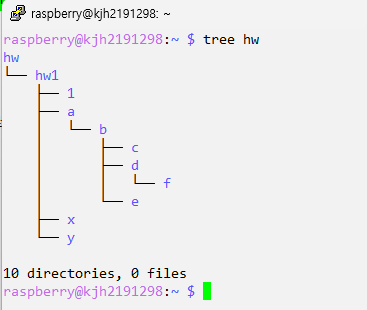 raspberry@kjh2191298: ~
raspberry@kjh2191298:~ $ tree hw
hw
└── hw1
    ├── 1
    ├── a
    │   └── b
    │       ├── c
    │       ├── d
    │       │   └── f
    │       └── e
    ├── x
    └── y
10 directories, 0 files
raspberry@kjh2191298:~ $